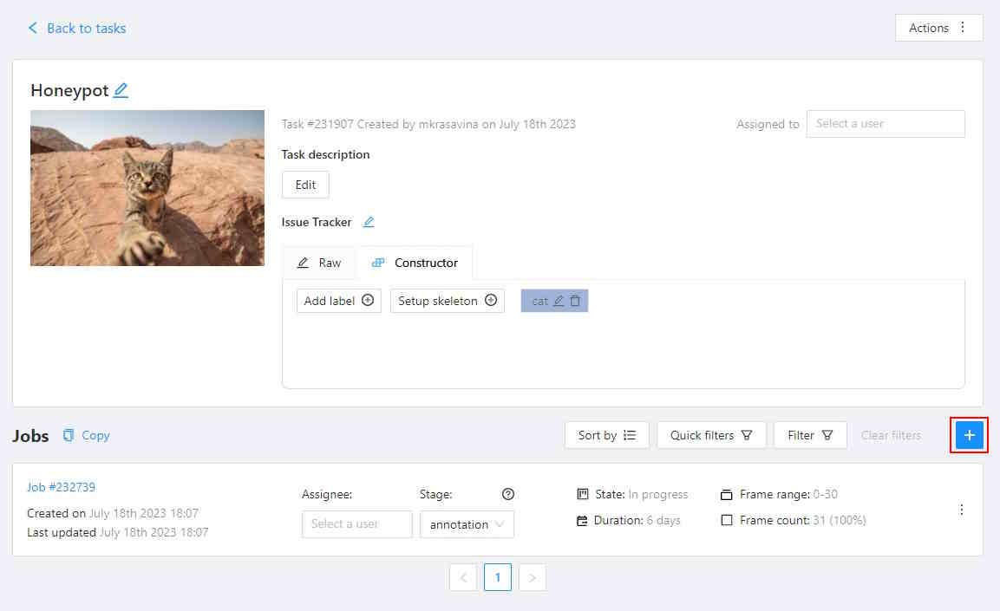 Back to tasks
Actions
Honeypot
Task #231907 Created by mkrasavina on July 18th 2023
Assigned to
Select a user
Task description
Edit
Issue Tracker
Raw
Constructor
Add label
Setup skeleton
cat
Jobs
Copy
Sort by
Quick filters
Filter
Clear filters
+
Job #232739
Created on July 18th 2023 18:07
Last updated July 18th 2023 18:07
Assignee:
Select a user
Stage:
annotation
State: In progress
Duration: 6 days
Frame range: 0-30
Frame count: 31 (100%)
< 1 >